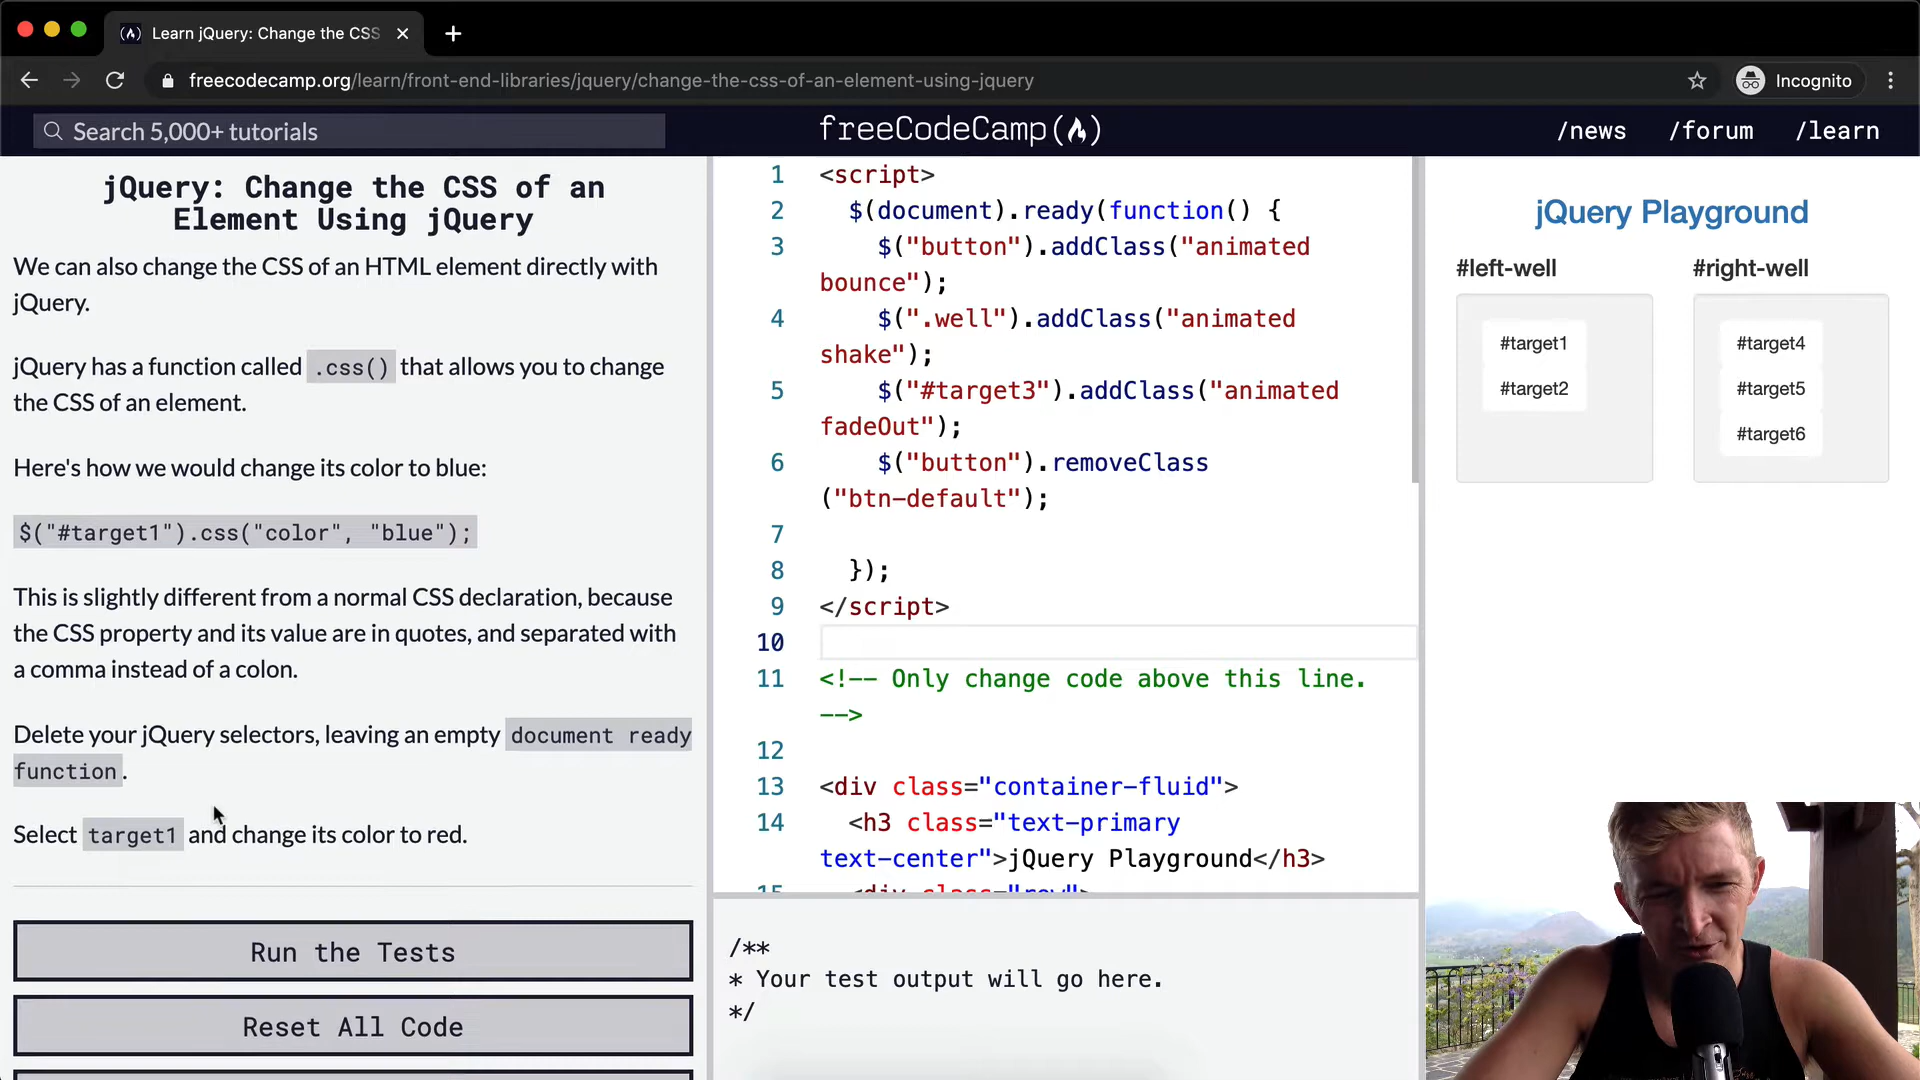 Learn jQuery: Change the CSS
freecodecamp.org/learn/front-end-libraries/jquery/change-the-css-of-an-element-using-jquery
Incognito
Search 5,000+ tutorials
freeCodeCamp
/news
/forum
/learn
jQuery: Change the CSS of an
Element Using jQuery
We can also change the CSS of an HTML element directly with
jQuery.
jQuery has a function called .css() that allows you to change
the CSS of an element.
Here's how we would change its color to blue:
$("#target1").css("color", "blue");
This is slightly different from a normal CSS declaration, because
the CSS property and its value are in quotes, and separated with
a comma instead of a colon.
Delete your jQuery selectors, leaving an empty document ready
function.
Select target1 and change its color to red.
Run the Tests
Reset All Code
1 <script>
2 $(document).ready(function() {
3 $("button").addClass("animated
bounce");
4 $(".well").addClass("animated
shake");
5 $("#target3").addClass("animated
fadeOut");
6 $("button").removeClass
("btn-default");
7
8 });
9 </script>
10
11 <!-- Only change code above this line.
-->
12
13 <div class="container-fluid">
14 <h3 class="text-primary
text-center">jQuery Playground</h3>
15 <div class="row">
/**
* Your test output will go here.
*/
jQuery Playground
#left-well
#right-well
#target1
#target2
#target4
#target5
#target6